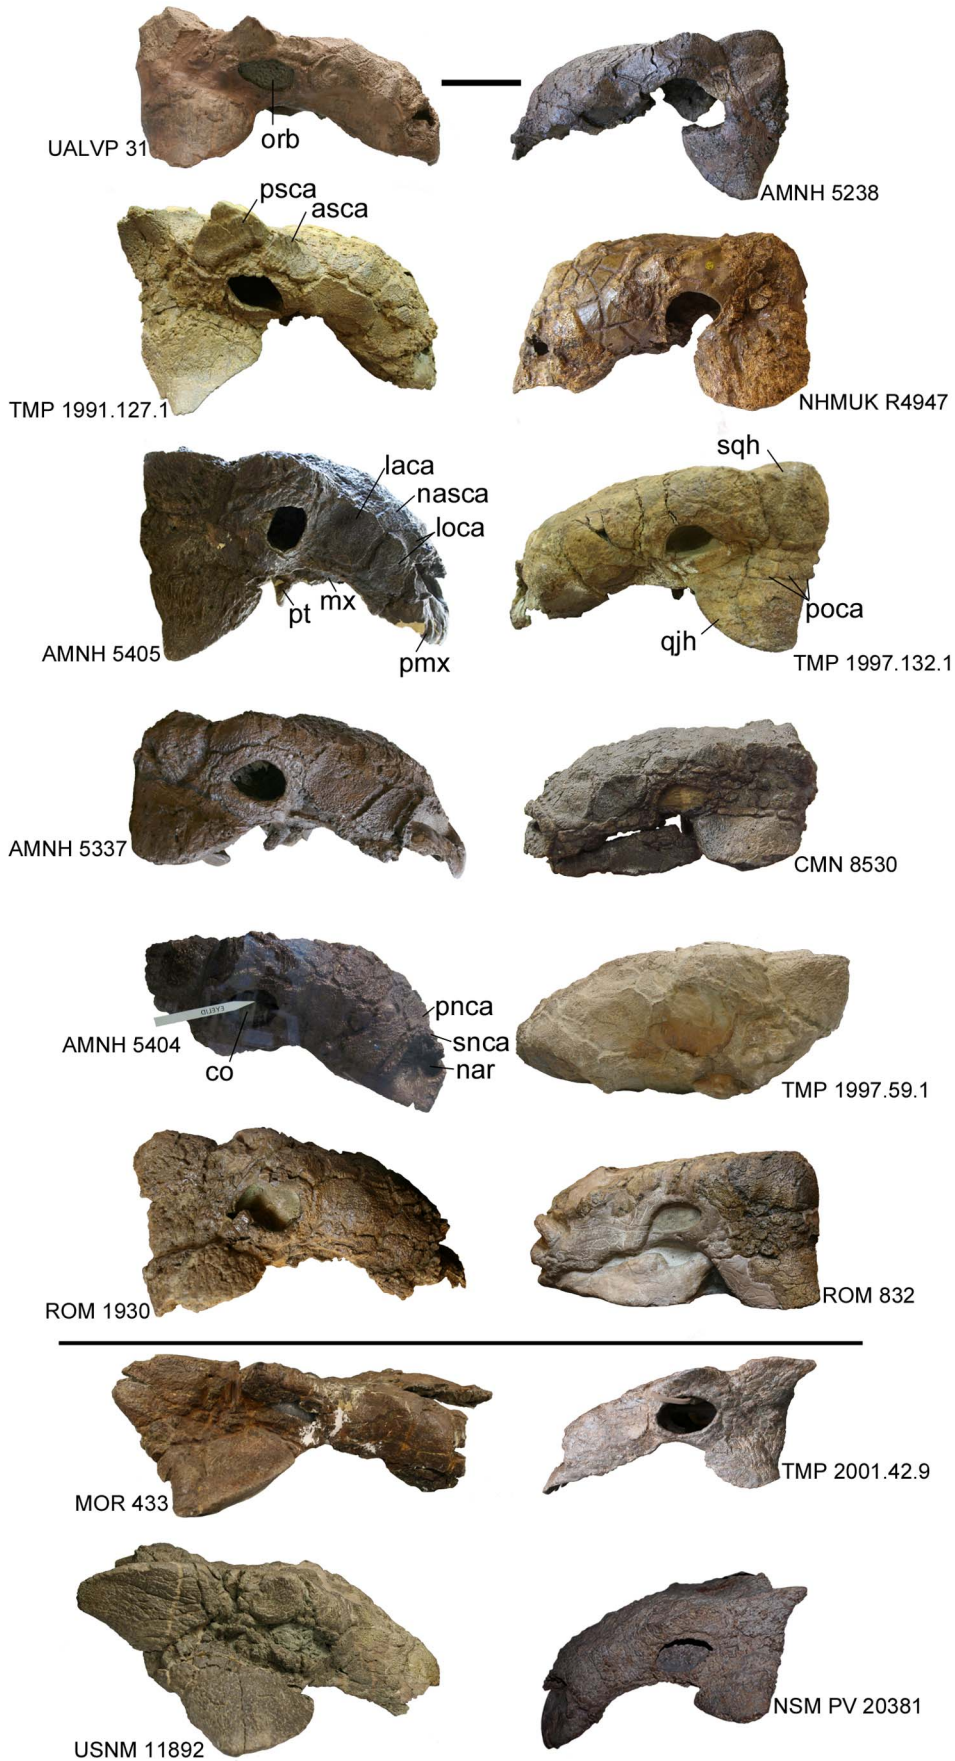 orb
UALVP 31
AMNH 5238
psca
asca
TMP 1991.127.1
NHMUK R4947
laca
nasca
loca
mx
pt
pmx
AMNH 5405
sqh
poca
qjh
TMP 1997.132.1
AMNH 5337
CMN 8530
pnca
snca
nar
co
AMNH 5404
TMP 1997.59.1
ROM 1930
ROM 832
MOR 433
TMP 2001.42.9
USNM 11892
NSM PV 20381